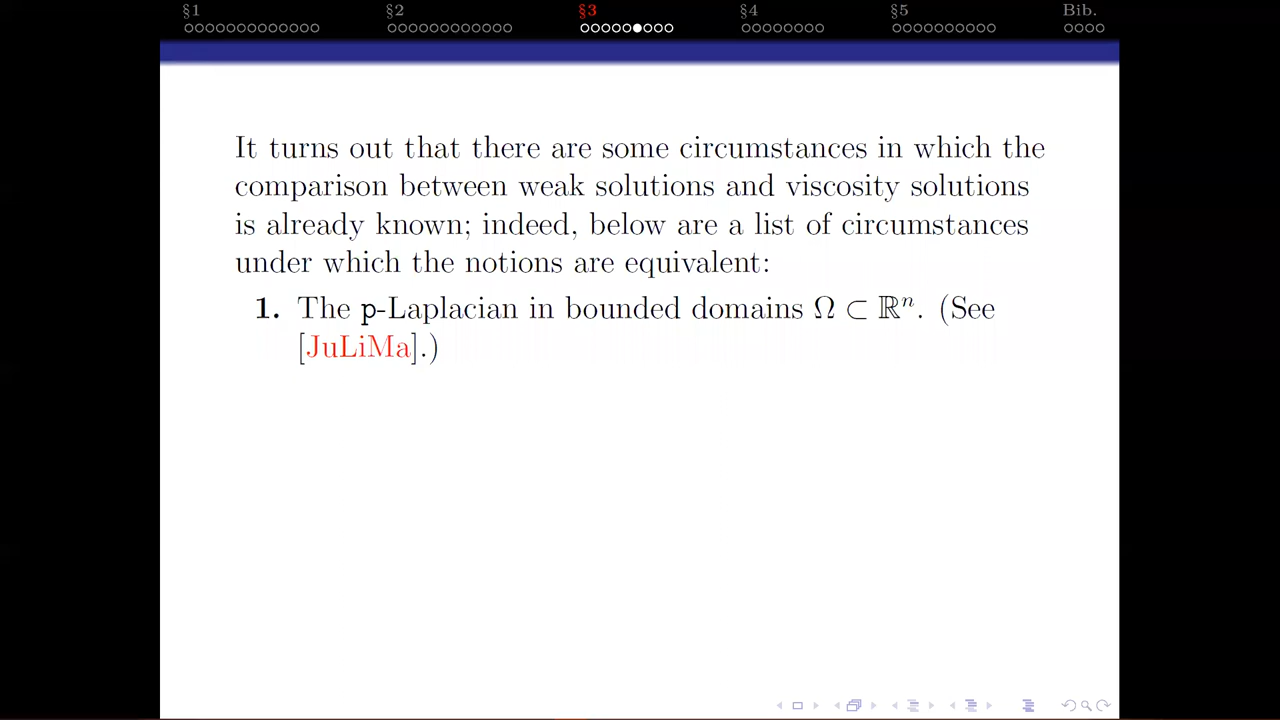 §1 §2 §3 §4 §5 Bib.
It turns out that there are some circumstances in which the
comparison between weak solutions and viscosity solutions
is already known; indeed, below are a list of circumstances
under which the notions are equivalent:
1. The p-Laplacian in bounded domains Ω ⊂ ℝⁿ. (See
[JuLiMa].)